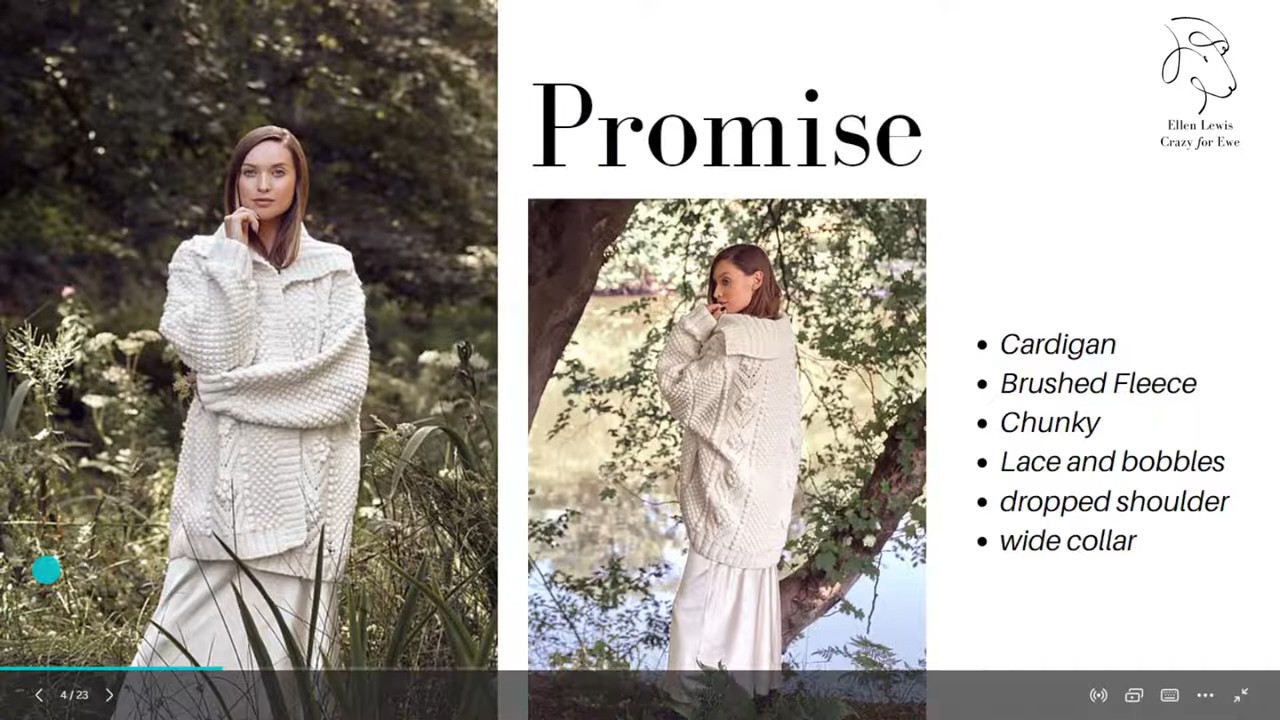 Promise
Ellen Lewis
Crazy for Ewe
Cardigan
Brushed Fleece
Chunky
Lace and bobbles
dropped shoulder
wide collar
4 / 23